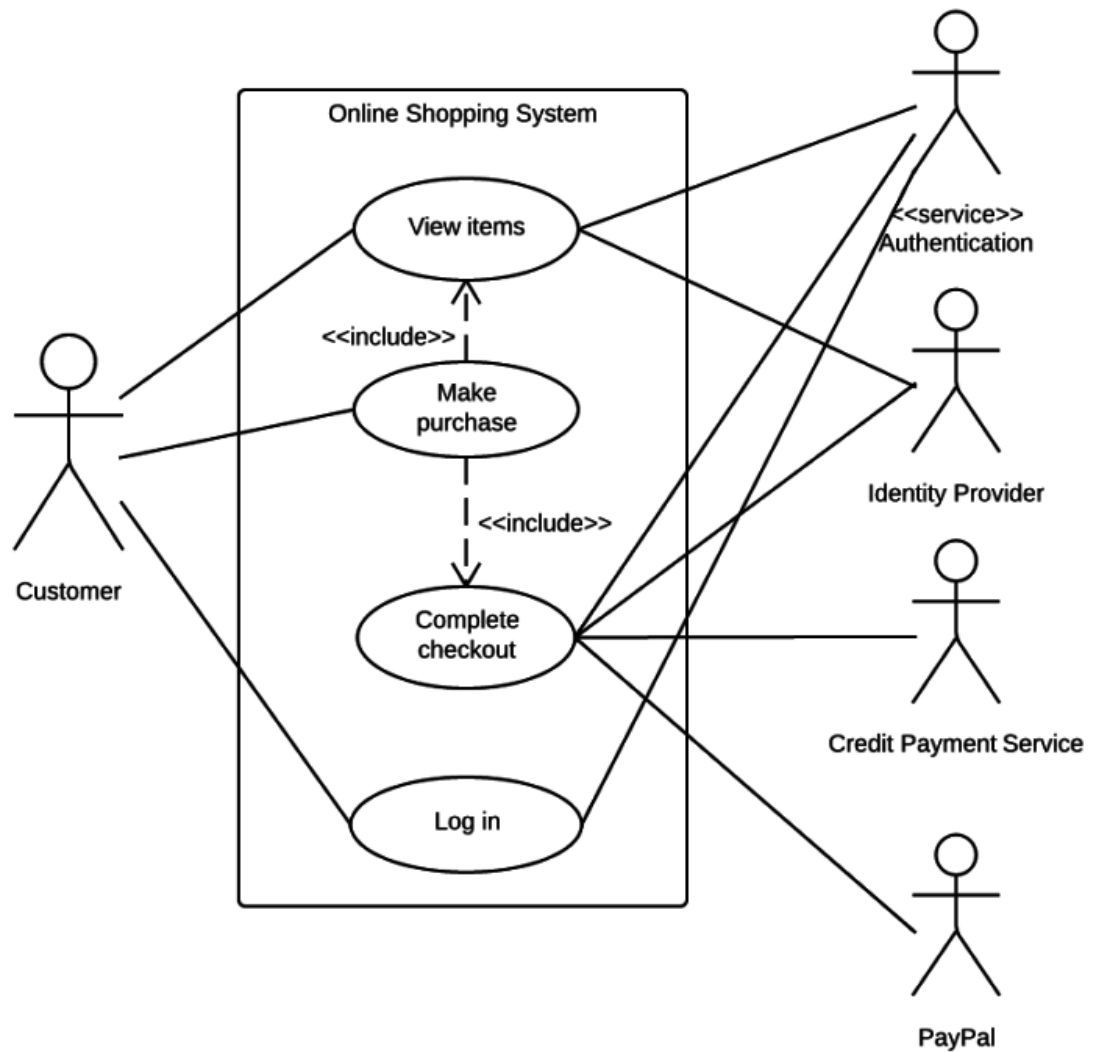 Online Shopping System
View items
<<include>>
Make
purchase
<<include>>
Complete
checkout
Log in
Customer
<<service>>
Authentication
Identity Provider
Credit Payment Service
PayPal